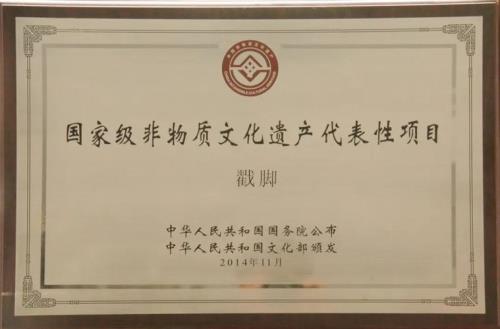 国家级非物质文化遗产代表性项目
戳脚
中华人民共和国国务院公布
中华人民共和国文化部颁发
2014年11月